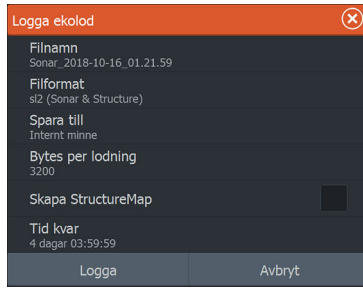 Logga ekolod
Filnamn
Sonar_2018-10-16_01.21.59
Filformat
sl2 (Sonar & Structure)
Spara till
Internt minne
Bytes per lodning
3200
Skapa StructureMap
Tid kvar
4 dagar 03:59:59
Logga
Avbryt